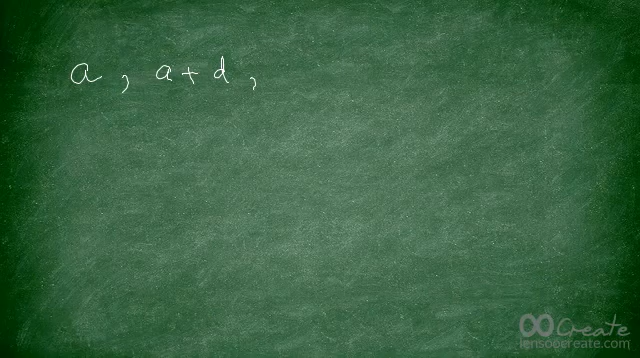 a , a + d ,
∞ Create
lensoocreate.com